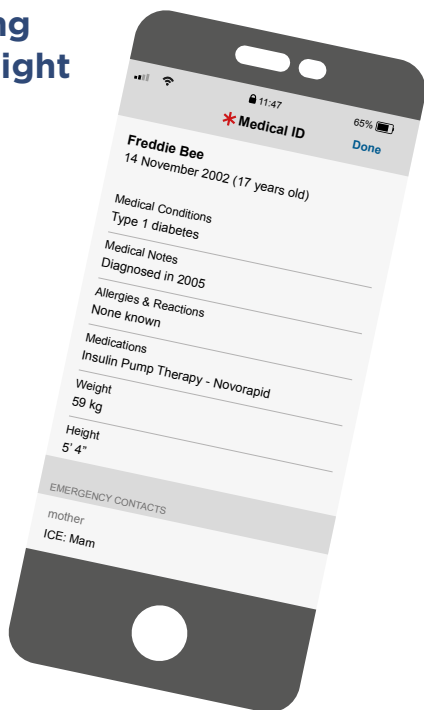 ng
ight
11:47
65%
Medical ID
Done
Freddie Bee
14 November 2002 (17 years old)
Medical Conditions
Type 1 diabetes
Medical Notes
Diagnosed in 2005
Allergies & Reactions
None known
Medications
Insulin Pump Therapy - Novorapid
Weight
59 kg
Height
5' 4"
EMERGENCY CONTACTS
mother
ICE: Mam